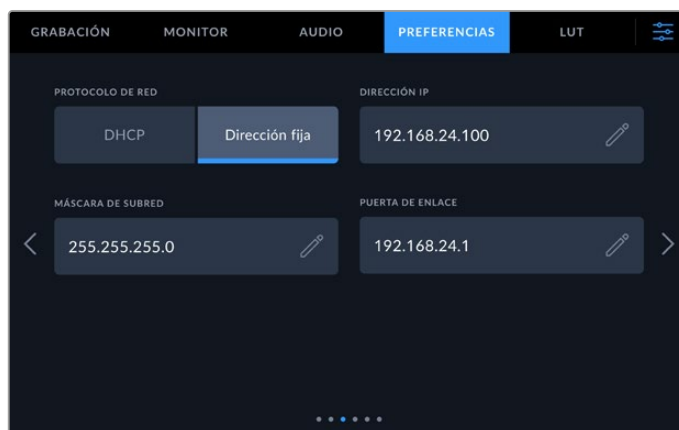 GRABACIÓN MONITOR AUDIO PREFERENCIAS LUT
PROTOCOLO DE RED DIRECCIÓN IP
DHCP Dirección fija 192.168.24.100
MÁSCARA DE SUBRED PUERTA DE ENLACE
255.255.255.0 192.168.24.1